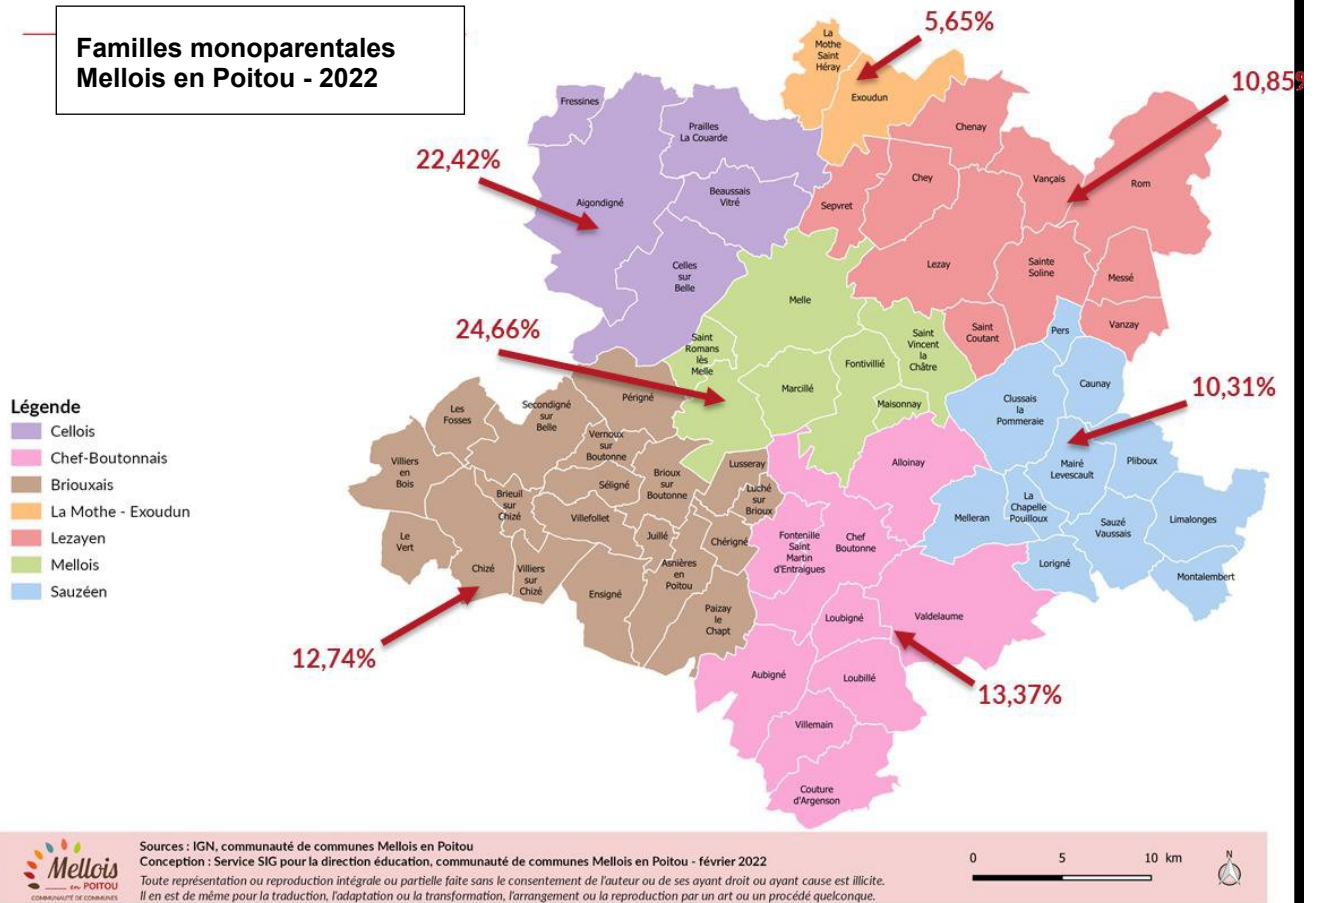 Familles monoparentales
Mellois en Poitou - 2022
5,65%
10,85%
22,42%
24,66%
10,31%
12,74%
13,37%
La
Mothe
Saint
Héray
Exoudun
Fressines
Prailles
La Couarde
Aigondigné
Beaussais
Vitré
Celles
sur
Belle
Chenay
Chey
Vançais
Rom
Sepvret
Lezay
Sainte
Soline
Messé
Saint
Coutant
Vanzay
Melle
Saint
Romans
lès
Melle
Saint
Vincent
la
Châtre
Fontivillié
Marcillé
Maisonnay
Pers
Caunay
Clussais
la
Pommeraie
Mairé
Levescault
Pliboux
Melleran
La
Chapelle
Pouilloux
Sauzé
Vaussais
Limalonges
Lorigné
Montalembert
Périgné
Les
Fosses
Secondigné
sur
Belle
Vernoux
sur
Boutonne
Villiers
en
Bois
Brieuil
sur
Chizé
Séligné
Brioux
sur
Boutonne
Lusseray
Luché
sur
Brioux
Villefollet
Le
Vert
Juillé
Chérigné
Chizé
Villiers
sur
Chizé
Ensigné
Asnières
en
Poitou
Paizay
le
Chapt
Alloinay
Fontenille
Saint
Martin
d'Entraigues
Chef
Boutonne
Loubigné
Valdelaume
Aubigné
Loubillé
Villemain
Couture
d'Argenson
Légende
Cellois
Chef-Boutonnais
Briouxais
La Mothe - Exoudun
Lezayen
Mellois
Sauzéen
Mellois
en POITOU
COMMUNAUTÉ DE COMMUNES
Sources : IGN, communauté de communes Mellois en Poitou
Conception : Service SIG pour la direction éducation, communauté de communes Mellois en Poitou - février 2022
Toute représentation ou reproduction intégrale ou partielle faite sans le consentement de l'auteur ou de ses ayant droit ou ayant cause est illicite.
Il en est de même pour la traduction, l'adaptation ou la transformation, l'arrangement ou la reproduction par un art ou un procédé quelconque.
0 5 10 km
N